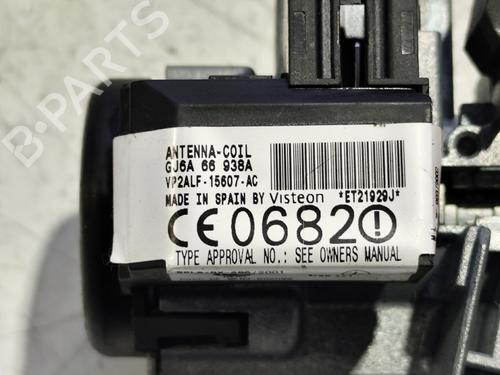 B-PARTS
ANTENNA-COIL
GJ6A 66 938A
VP2ALF-15607-AC
MADE IN SPAIN BY Visteon *ET21929J*
CE0682!
TYPE APPROVAL NO.: SEE OWNERS MANUAL